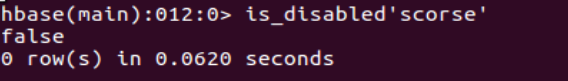 hbase(main):012:0> is_disabled'scorse'
false
0 row(s) in 0.0620 seconds